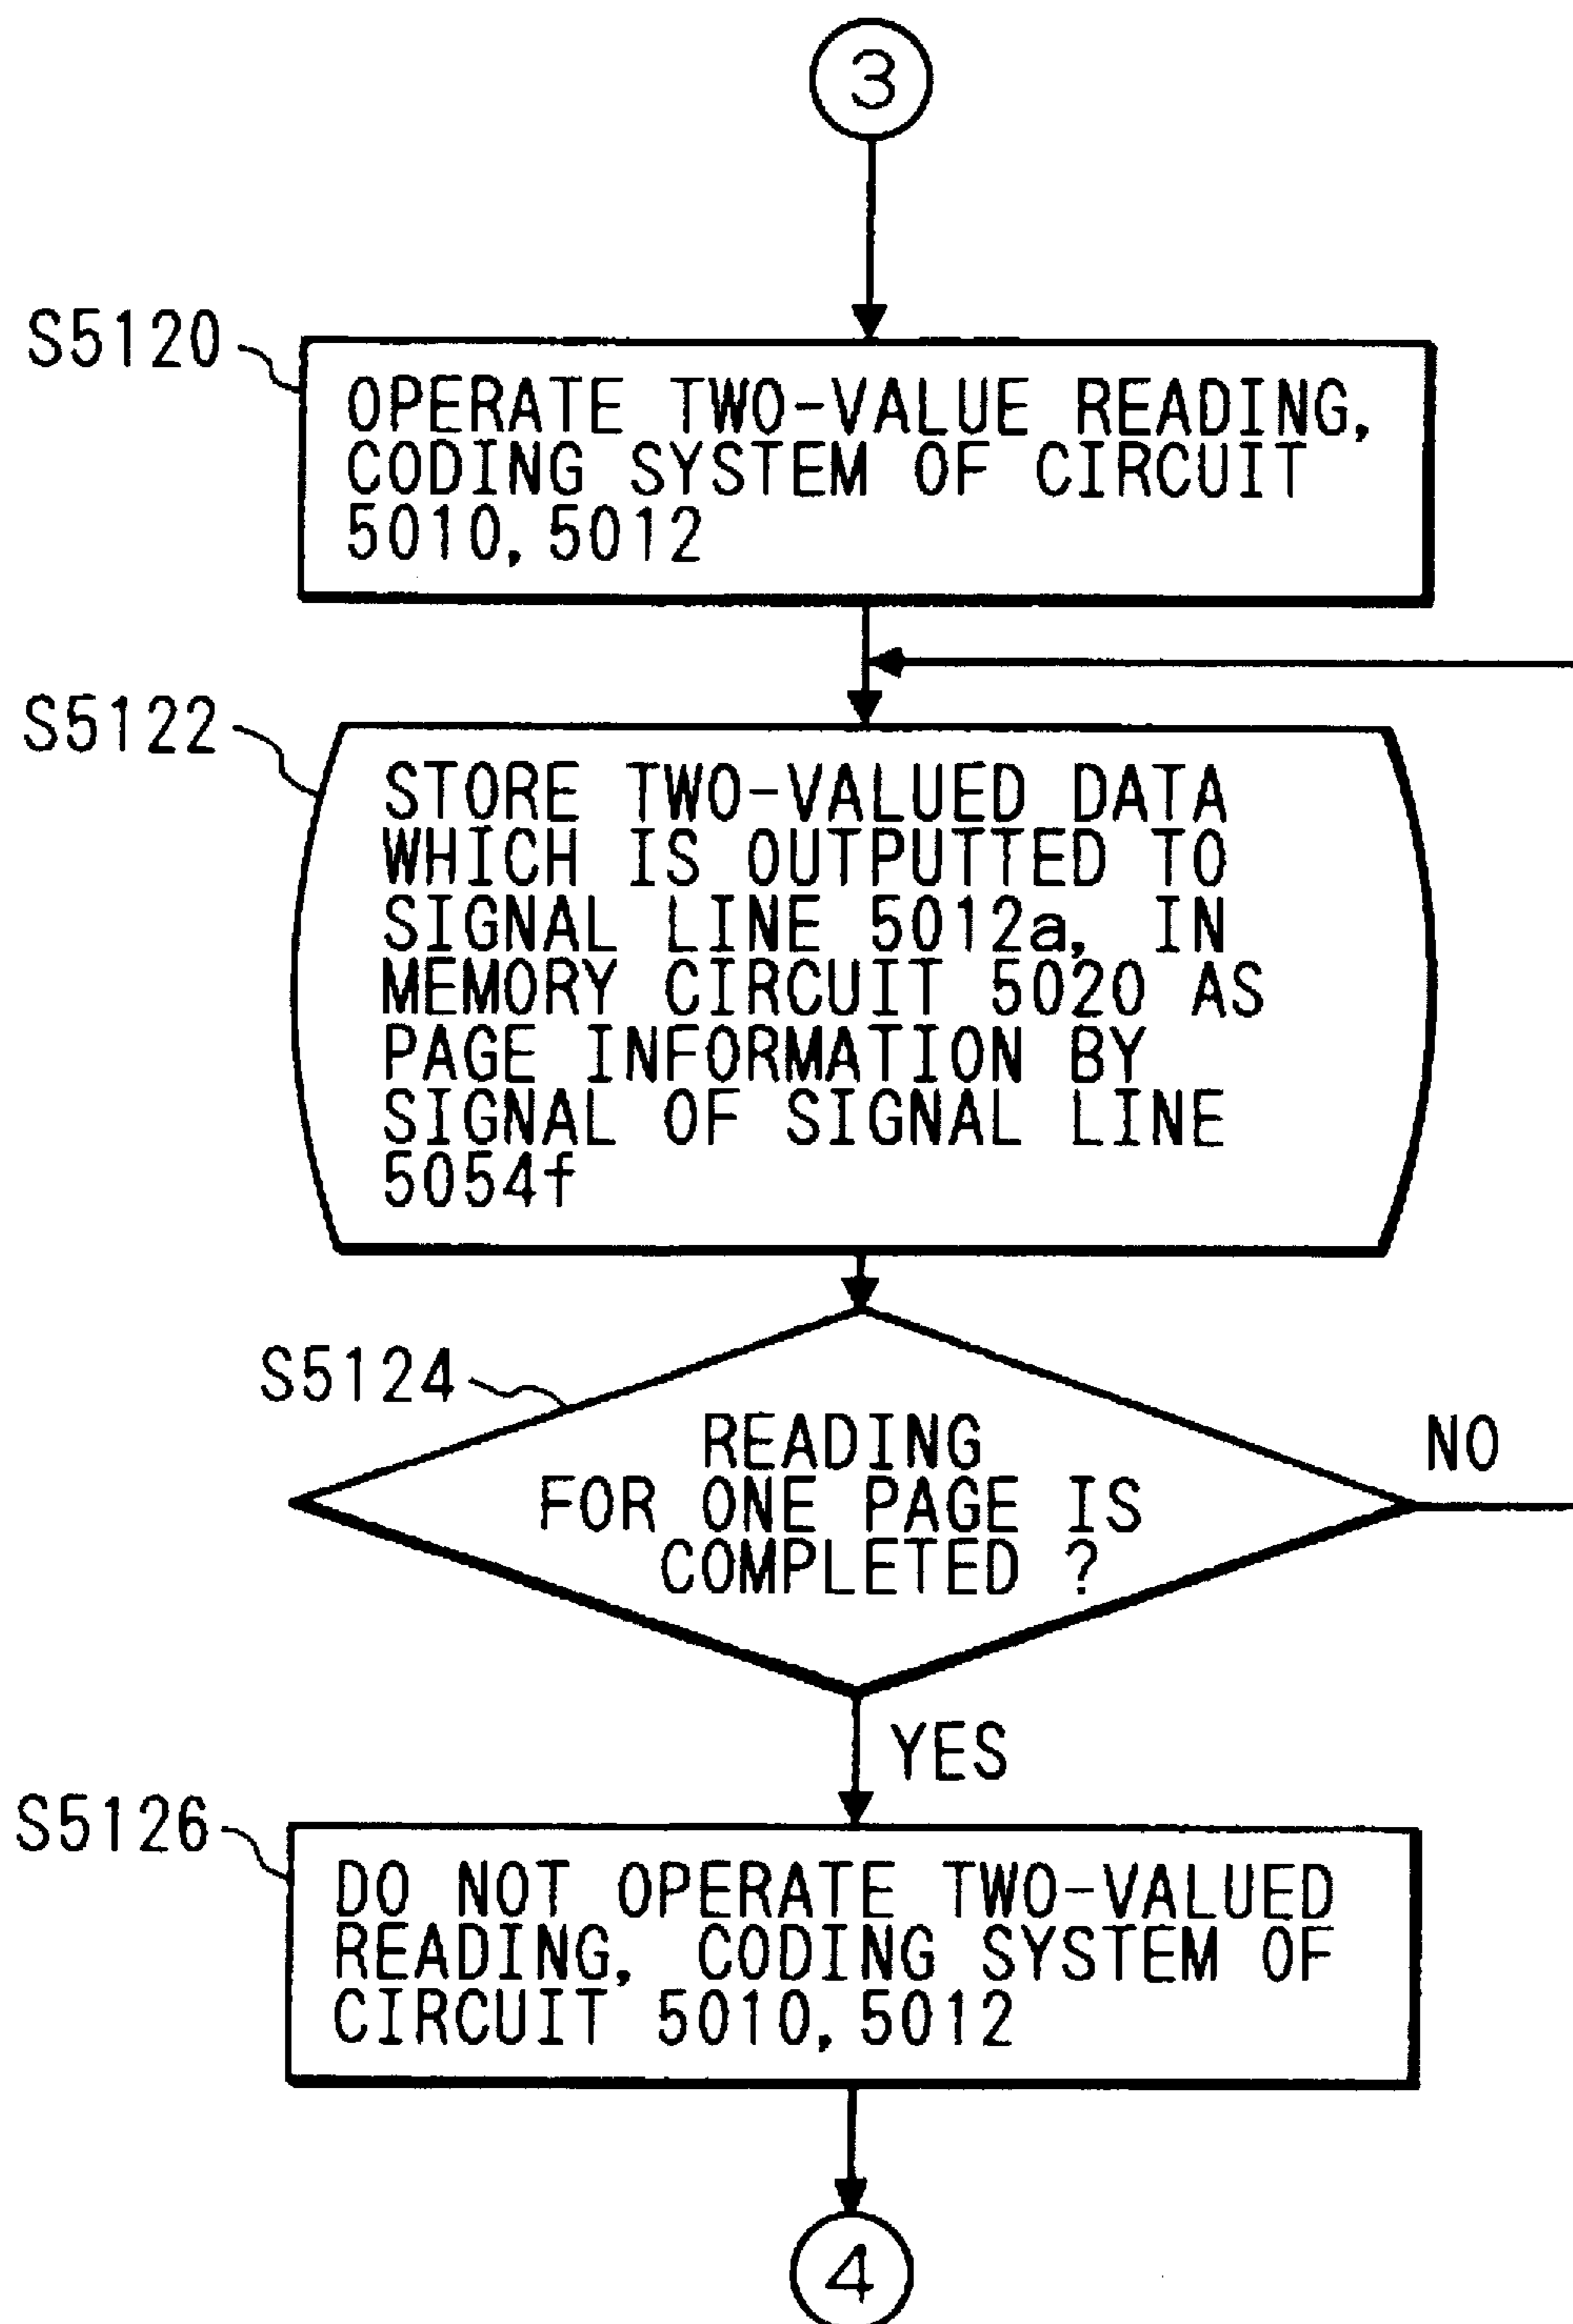 3
S5120
OPERATE TWO-VALUE READING,
CODING SYSTEM OF CIRCUIT
5010, 5012
S5122
STORE TWO-VALUED DATA
WHICH IS OUTPUTTED TO
SIGNAL LINE 5012a, IN
MEMORY CIRCUIT 5020 AS
PAGE INFORMATION BY
SIGNAL OF SIGNAL LINE
5054f
S5124
READING
FOR ONE PAGE IS
COMPLETED ?
NO
YES
S5126
DO NOT OPERATE TWO-VALUED
READING, CODING SYSTEM OF
CIRCUIT 5010, 5012
4